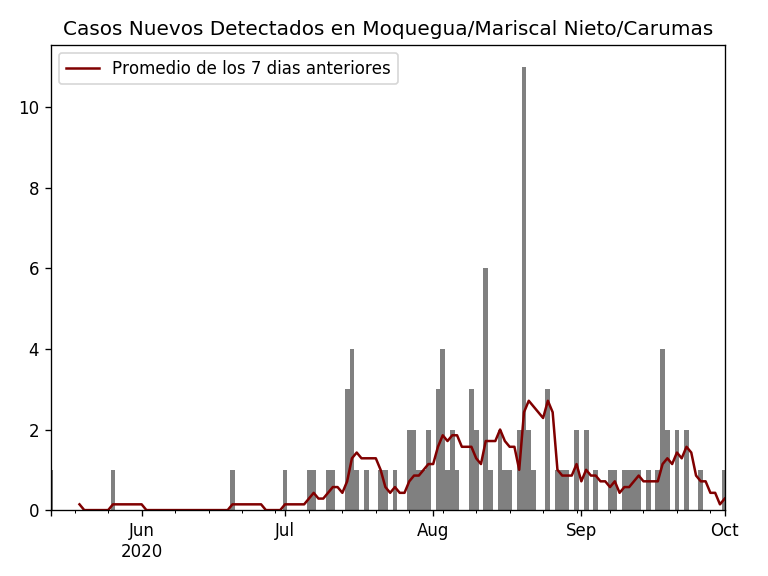 Casos Nuevos Detectados en Moquegua/Mariscal Nieto/Carumas
Promedio de los 7 dias anteriores
10
8
6
4
2
0
Jun
2020
Jul
Aug
Sep
Oct